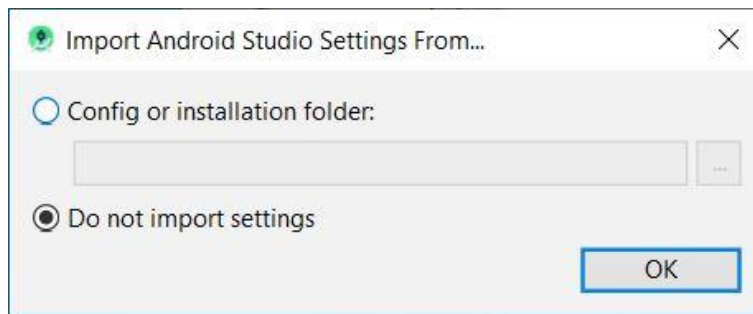 Import Android Studio Settings From...
Config or installation folder:
...
Do not import settings
OK